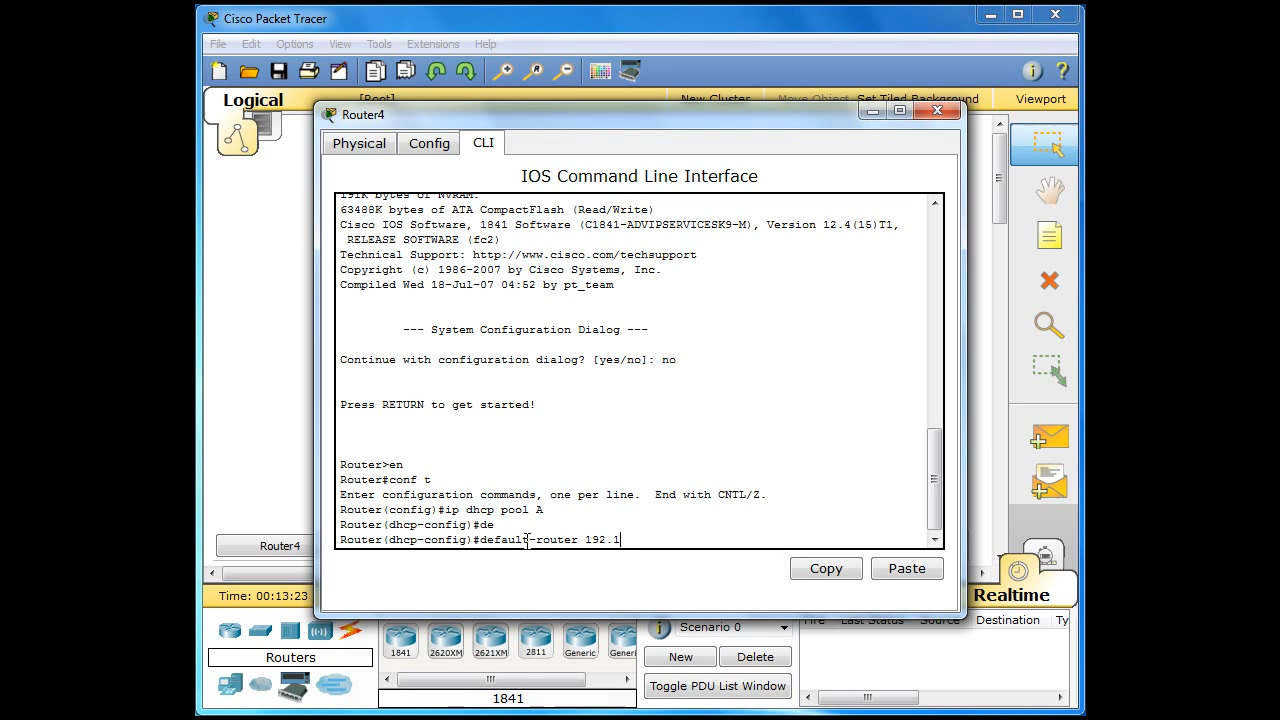 Cisco Packet Tracer
File Edit Options View Tools Extensions Help
Logical [Root] New Cluster Move Object Set Tiled Background Viewport
Router4
Physical Config CLI
IOS Command Line Interface
191K bytes of NVRAM.
63488K bytes of ATA CompactFlash (Read/Write)
Cisco IOS Software, 1841 Software (C1841-ADVIPSERVICESK9-M), Version 12.4(15)T1,
RELEASE SOFTWARE (fc2)
Technical Support: http://www.cisco.com/techsupport
Copyright (c) 1986-2007 by Cisco Systems, Inc.
Compiled Wed 18-Jul-07 04:52 by pt_team
--- System Configuration Dialog ---
Continue with configuration dialog? [yes/no]: no
Press RETURN to get started!
Router>en
Router#conf t
Enter configuration commands, one per line. End with CNTL/Z.
Router(config)#ip dhcp pool A
Router(dhcp-config)#de
Router(dhcp-config)#default-router 192.1
Router4
Copy Paste
Time: 00:13:23 Realtime
Scenario 0 Fire Last Status Source Destination Ty
Routers 1841 2620XM 2621XM 2811 Generic Generi New Delete
Toggle PDU List Window
1841